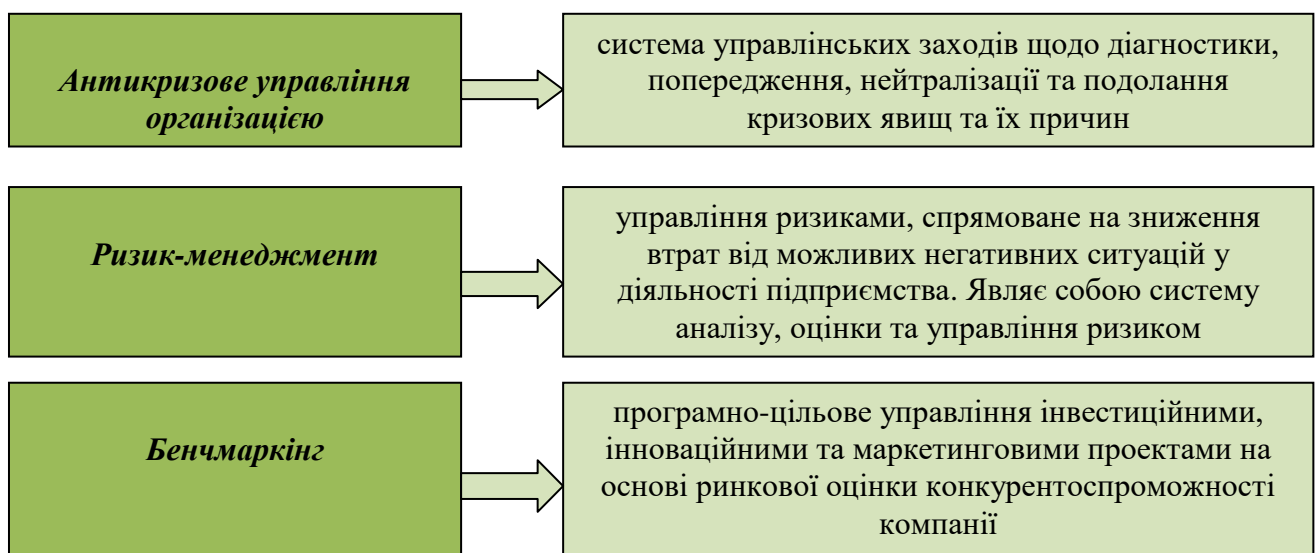 Антикризове управління
організацією
система управлінських заходів щодо діагностики,
попередження, нейтралізації та подолання
кризових явищ та їх причин
Ризик-менеджмент
управління ризиками, спрямоване на зниження
втрат від можливих негативних ситуацій у
діяльності підприємства. Являє собою систему
аналізу, оцінки та управління ризиком
Бенчмаркінг
програмно-цільове управління інвестиційними,
інноваційними та маркетинговими проектами на
основі ринкової оцінки конкурентоспроможності
компанії